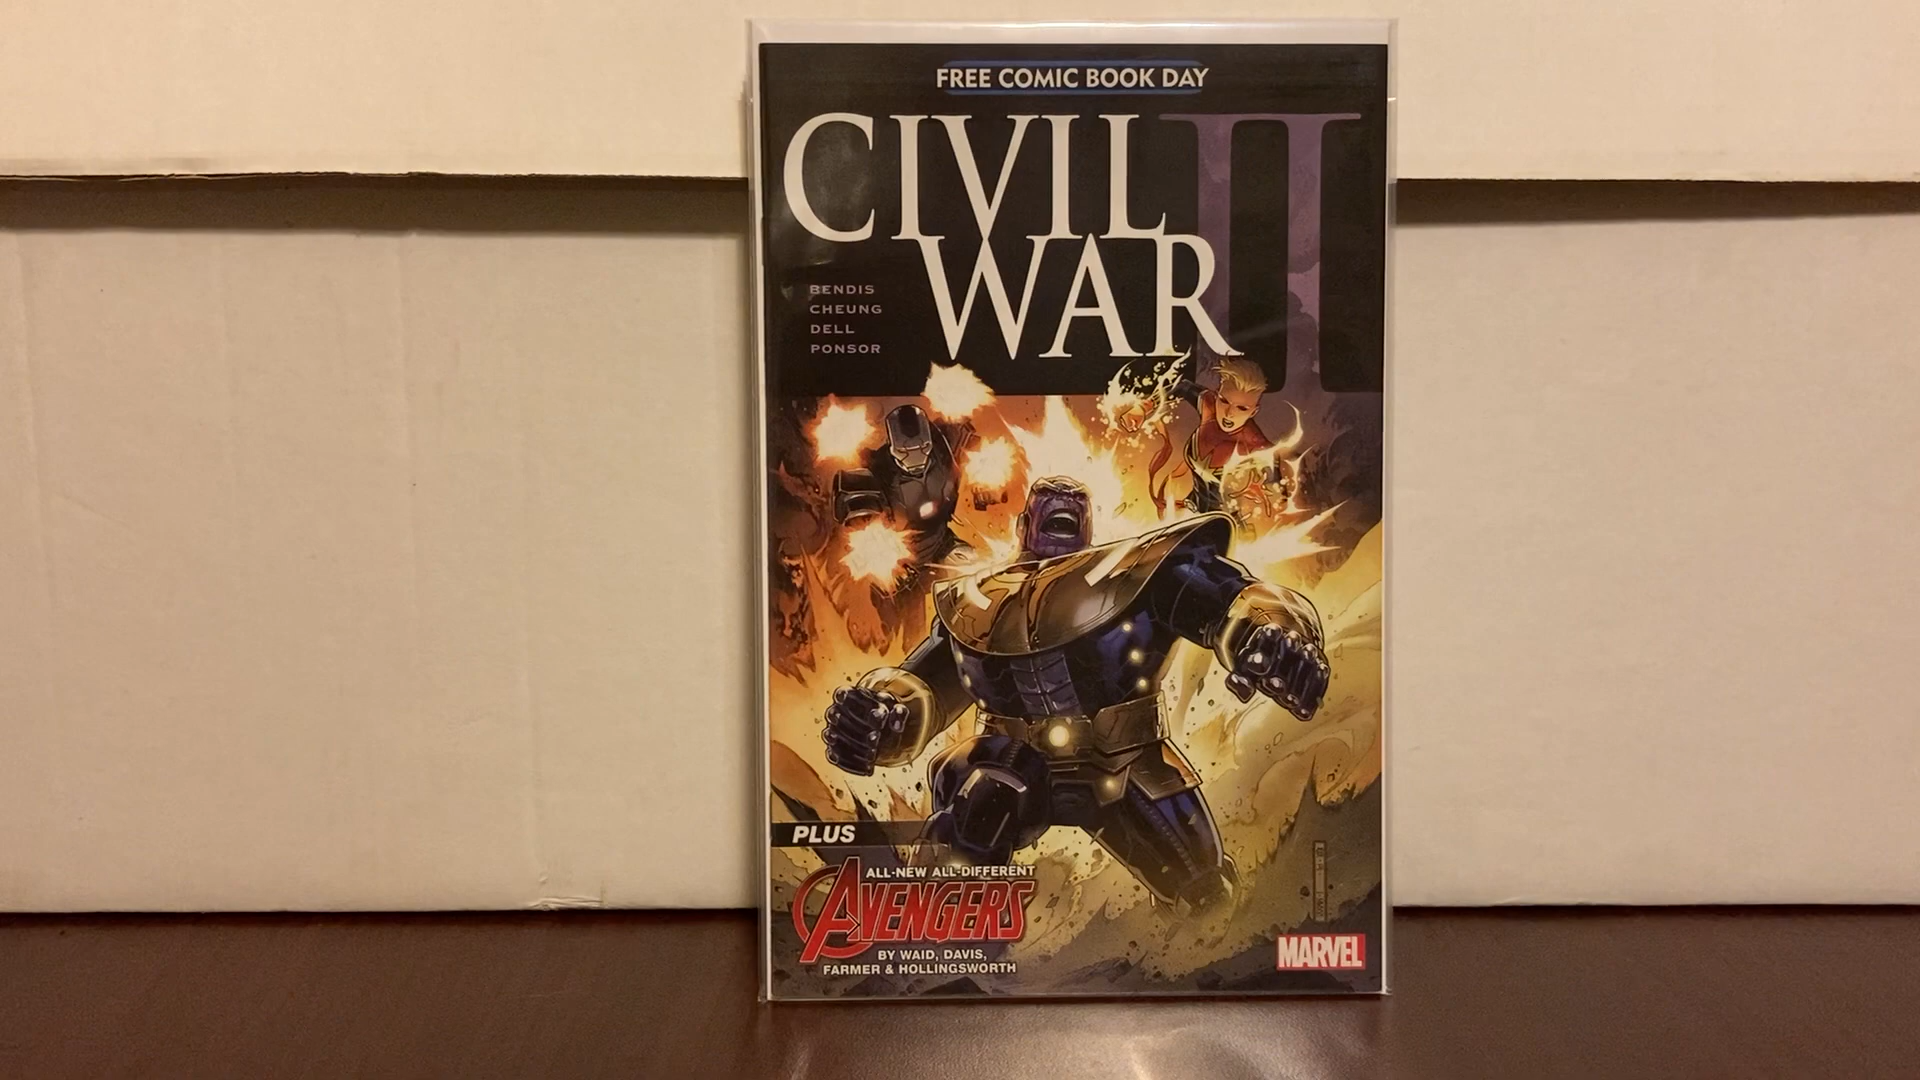 FREE COMIC BOOK DAY
CIVIL II
WAR
BENDIS
CHEUNG
DELL
PONSOR
PLUS
ALL-NEW ALL-DIFFERENT
AVENGERS
BY WAID, DAVIS,
FARMER & HOLLINGSWORTH
MARVEL